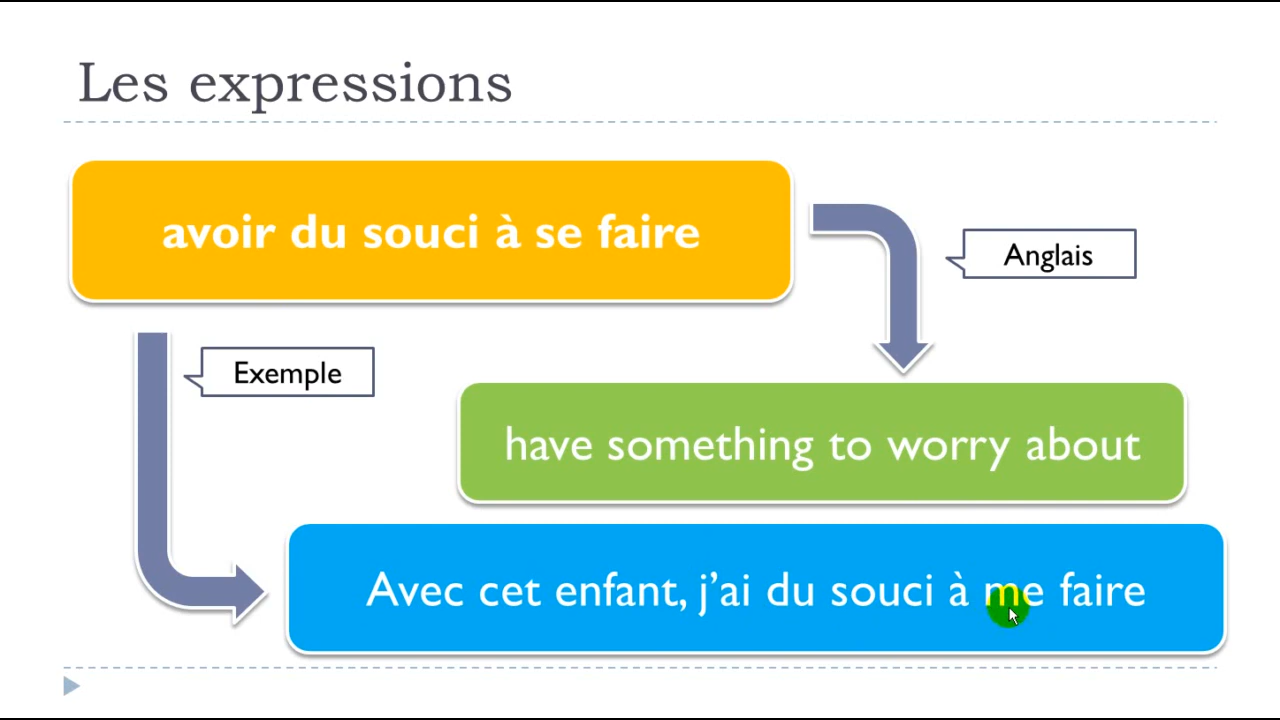 Les expressions
avoir du souci à se faire
Anglais
Exemple
have something to worry about
Avec cet enfant, j’ai du souci à me faire